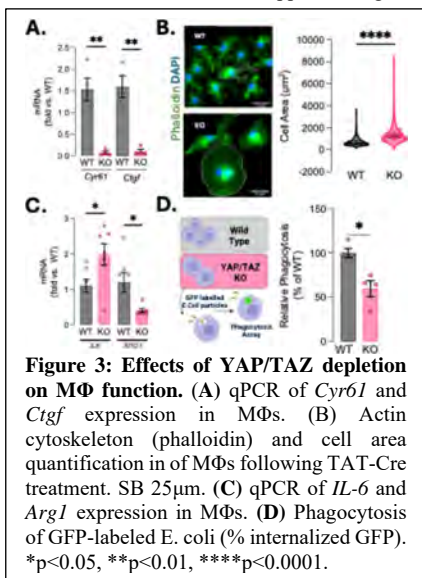 A.
B.
mRNA
(fold vs. WT)
2.0
1.5
1.0
0.5
0.0
**
**
WT KO WT KO
Cyr61 Ctgf
Phalloidin DAPI
WT
KO
****
Cell Area (μm²)
10000
8000
6000
4000
2000
0
-2000
WT KO
C.
D.
mRNA
(fold vs. WT)
3
2
1
0
*
*
WT KO WT KO
Wild
Type
YAP/TAZ
KO
GFP labelled
E-Coli particles
Phagocytosis
Assay
Relative Phagocytosis
(% of WT)
150
100
50
0
*
WT KO
Figure 3: Effects of YAP/TAZ depletion
on MΦ function. (A) qPCR of Cyr61 and
Ctgf expression in MΦs. (B) Actin
cytoskeleton (phalloidin) and cell area
quantification in of MΦs following TAT-Cre
treatment. SB 25μm. (C) qPCR of IL-6 and
Arg1 expression in MΦs. (D) Phagocytosis
of GFP-labeled E. coli (% internalized GFP).
*p<0.05, **p<0.01, ****p<0.0001.